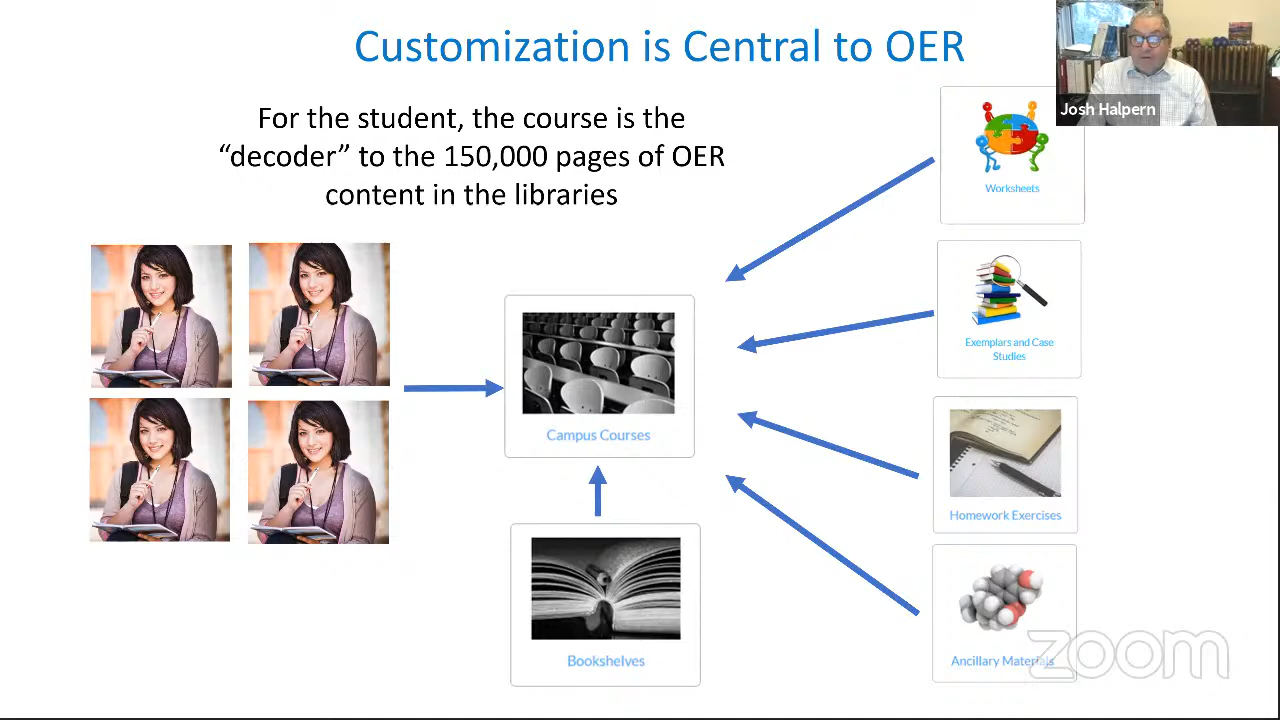 Customization is Central to OER
Josh Halpern
For the student, the course is the
“decoder” to the 150,000 pages of OER
content in the libraries
Worksheets
Exemplars and Case
Studies
Campus Courses
Homework Exercises
Bookshelves
Ancillary Materials
zoom